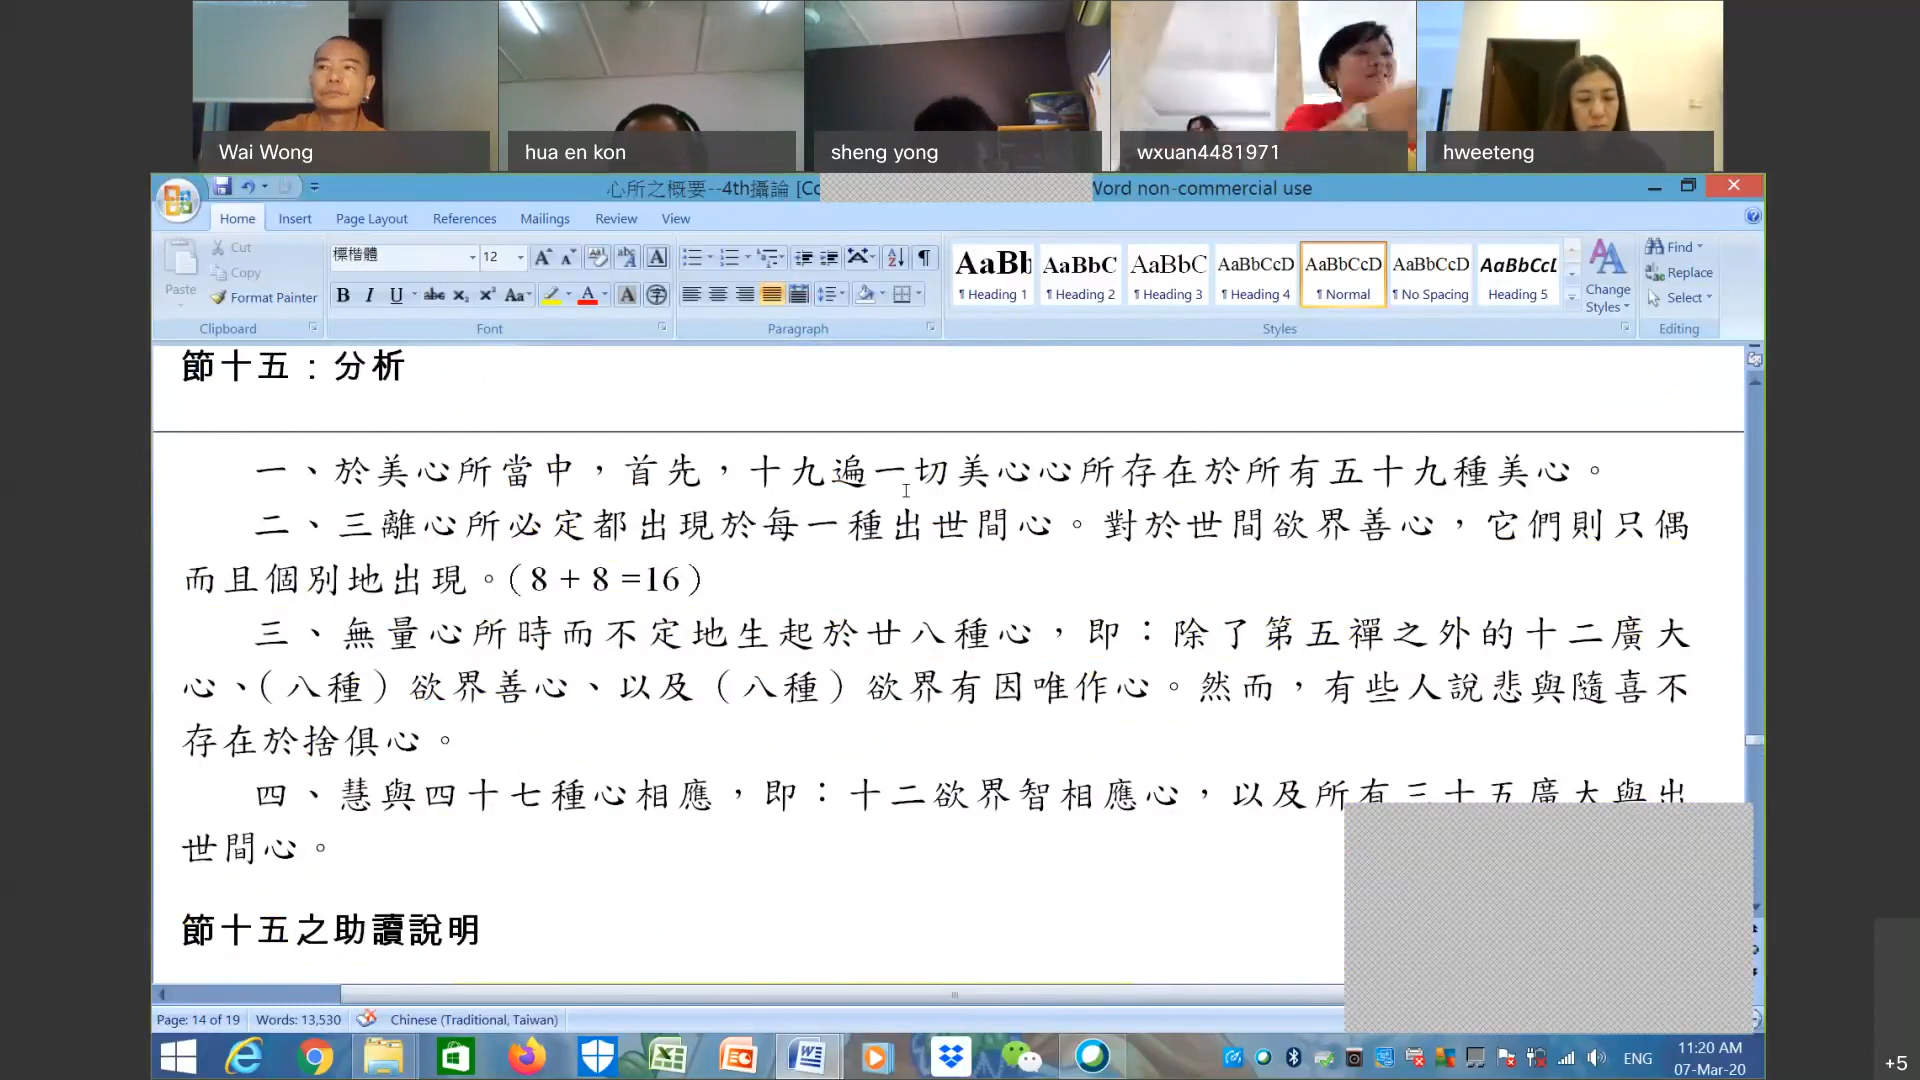 Wai Wong
hua en kon
sheng yong
wxuan4481971
hweeteng
心所之概要--4th攝論 [Co
Word non-commercial use
Home Insert Page Layout References Mailings Review View
Paste
Cut
Copy
Format Painter
Clipboard
標楷體 12
Font
Paragraph
AaBb AaBbC AaBbC AaBbCcD AaBbCcD AaBbCcD AaBbCcL
¶ Heading 1 ¶ Heading 2 ¶ Heading 3 ¶ Heading 4 ¶ Normal ¶ No Spacing Heading 5
Change Styles
Styles
Find
Replace
Select
Editing
節十五：分析
一、於美心所當中，首先，十九遍一切美心心所存在於所有五十九種美心。
二、三離心所必定都出現於每一種出世間心。對於世間欲界善心，它們則只偶
而且個別地出現。（8 + 8 =16）
三、無量心所時而不定地生起於廿八種心，即：除了第五禪之外的十二廣大
心、（八種）欲界善心、以及（八種）欲界有因唯作心。然而，有些人說悲與隨喜不
存在於捨俱心。
四、慧與四十七種心相應，即：十二欲界智相應心，以及所有三十五廣大與出
世間心。
節十五之助讀說明
Page: 14 of 19 Words: 13,530 Chinese (Traditional, Taiwan)
ENG
11:20 AM
07-Mar-20
+5